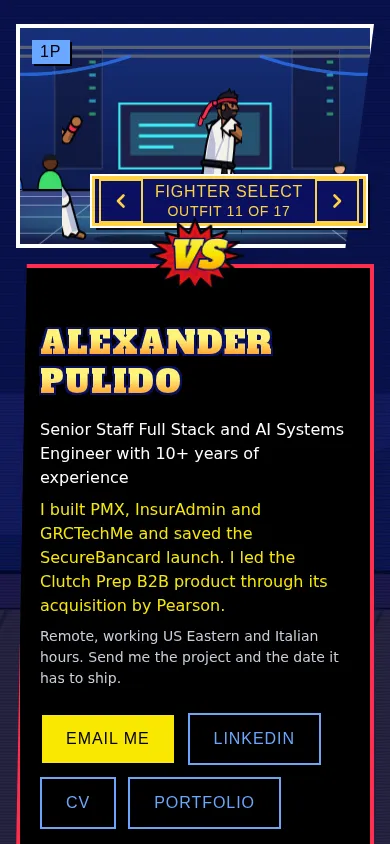 1P
FIGHTER SELECT
OUTFIT 11 OF 17
VS
ALEXANDER
PULIDO
Senior Staff Full Stack and AI Systems
Engineer with 10+ years of
experience
I built PMX, InsurAdmin and
GRCTechMe and saved the
SecureBancard launch. I led the
Clutch Prep B2B product through its
acquisition by Pearson.
Remote, working US Eastern and Italian
hours. Send me the project and the date it
has to ship.
EMAIL ME
LINKEDIN
CV
PORTFOLIO